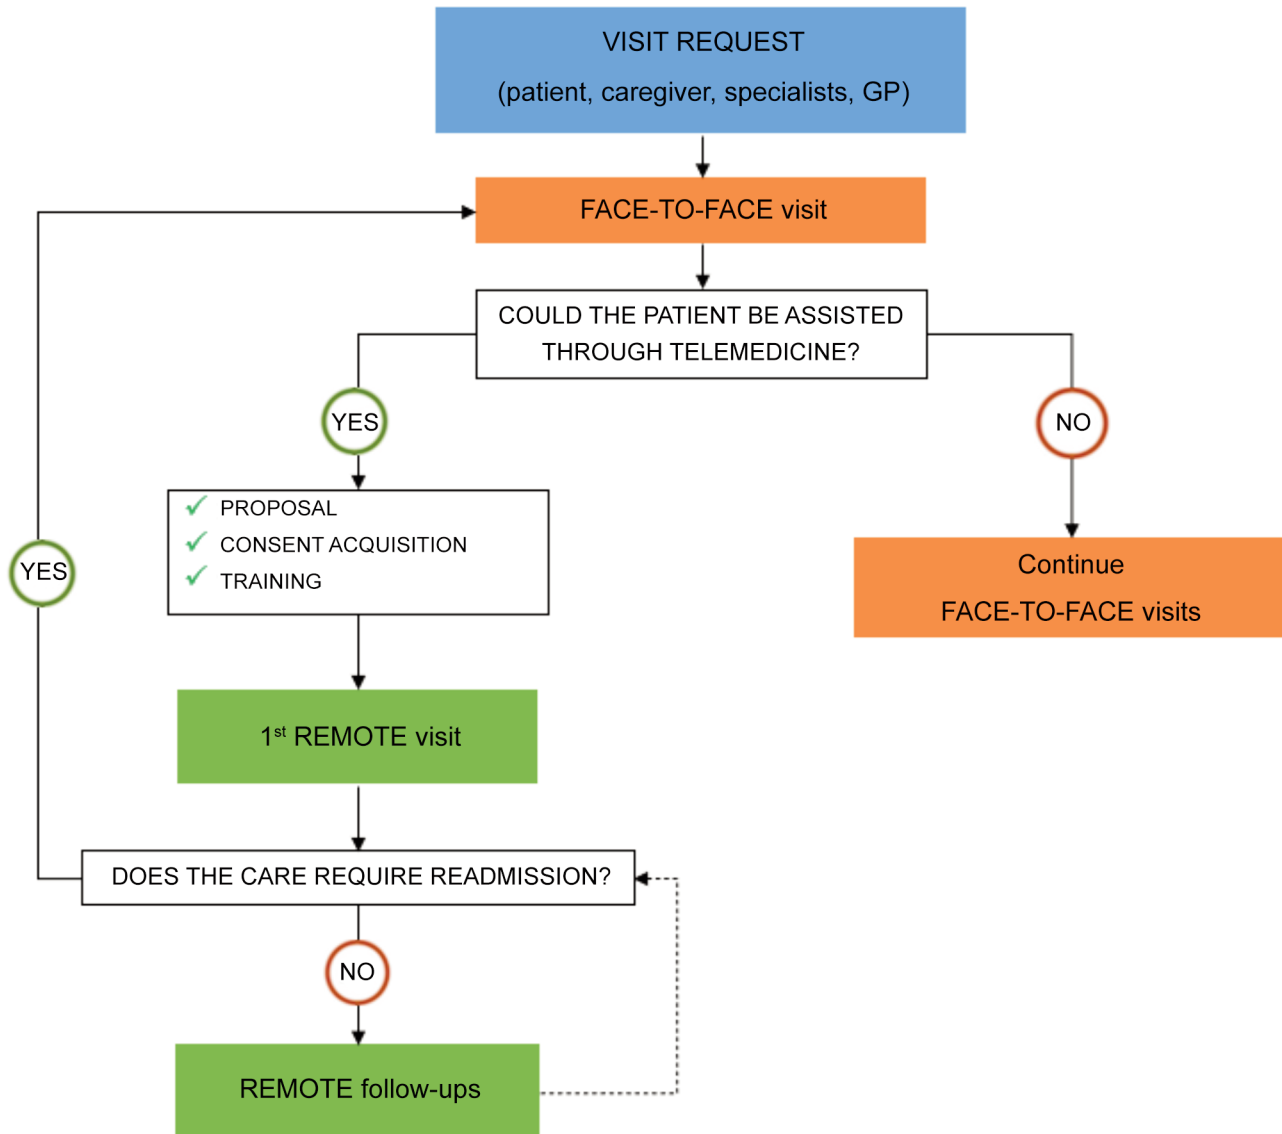 VISIT REQUEST
(patient, caregiver, specialists, GP)
FACE-TO-FACE visit
COULD THE PATIENT BE ASSISTED
THROUGH TELEMEDICINE?
YES
NO
PROPOSAL
CONSENT ACQUISITION
TRAINING
Continue
FACE-TO-FACE visits
YES
1st REMOTE visit
DOES THE CARE REQUIRE READMISSION?
NO
REMOTE follow-ups